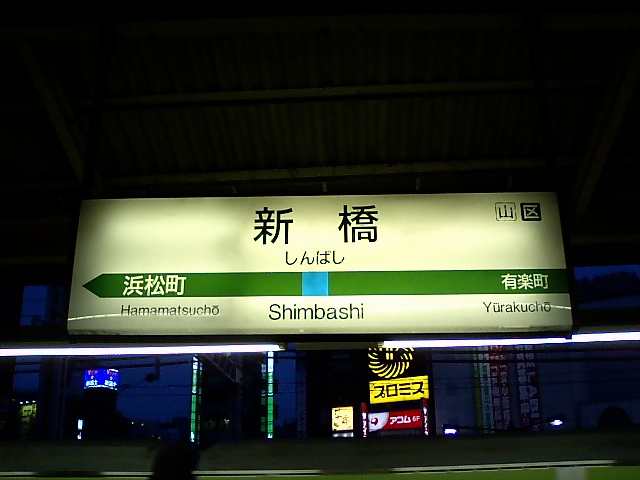 新橋
山 区
しんばし
浜松町
有楽町
Hamamatsuchō
Shimbashi
Yūrakuchō
プロミス
アコム 6F